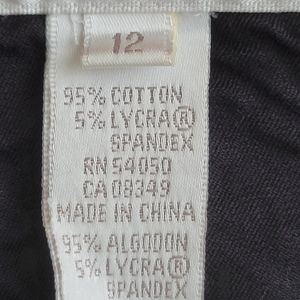 12
95% COTTON
5% LYCRA®
SPANDEX
RN 54050
CA 08349
MADE IN CHINA
95% ALGODON
5% LYCRA®
SPANDEX